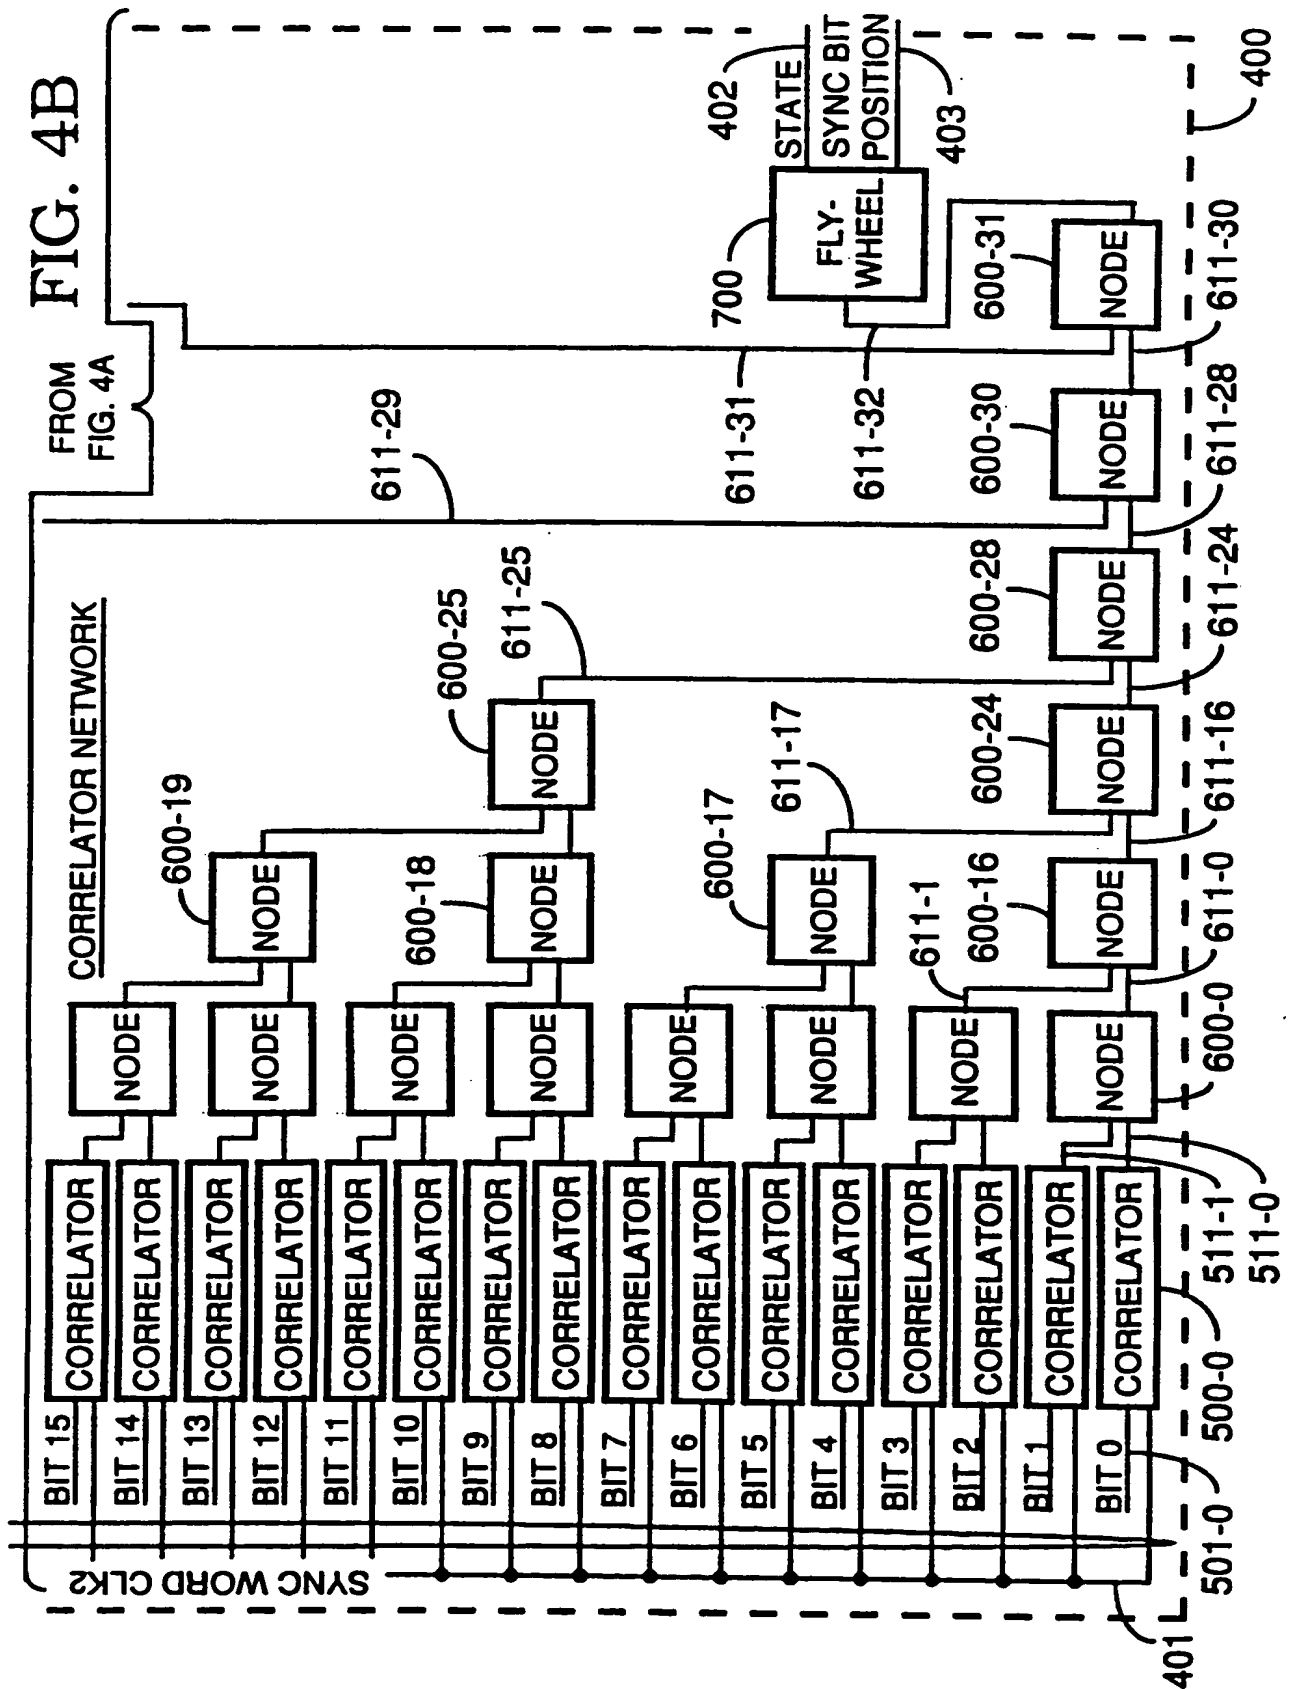 FIG. 4B
FROM
FIG. 4A
CORRELATOR NETWORK
SYNC WORD CLK2
BIT 15
CORRELATOR
NODE
600-19
NODE
BIT 14
CORRELATOR
BIT 13
CORRELATOR
NODE
BIT 12
CORRELATOR
BIT 11
CORRELATOR
NODE
600-18
NODE
600-25
NODE
611-25
611-29
BIT 10
CORRELATOR
BIT 9
CORRELATOR
NODE
BIT 8
CORRELATOR
BIT 7
CORRELATOR
NODE
600-17
NODE
611-17
BIT 6
CORRELATOR
BIT 5
CORRELATOR
NODE
BIT 4
CORRELATOR
611-31
611-32
700
FLY-
WHEEL
402
STATE
SYNC BIT
POSITION
403
BIT 3
CORRELATOR
NODE
611-1
BIT 2
CORRELATOR
BIT 1
CORRELATOR
BIT 0
CORRELATOR
NODE
600-16
NODE
600-24
NODE
600-28
NODE
600-30
NODE
600-31
NODE
401
501-0
500-0
511-1
511-0
600-0
611-0
611-16
611-24
611-28
611-30
400